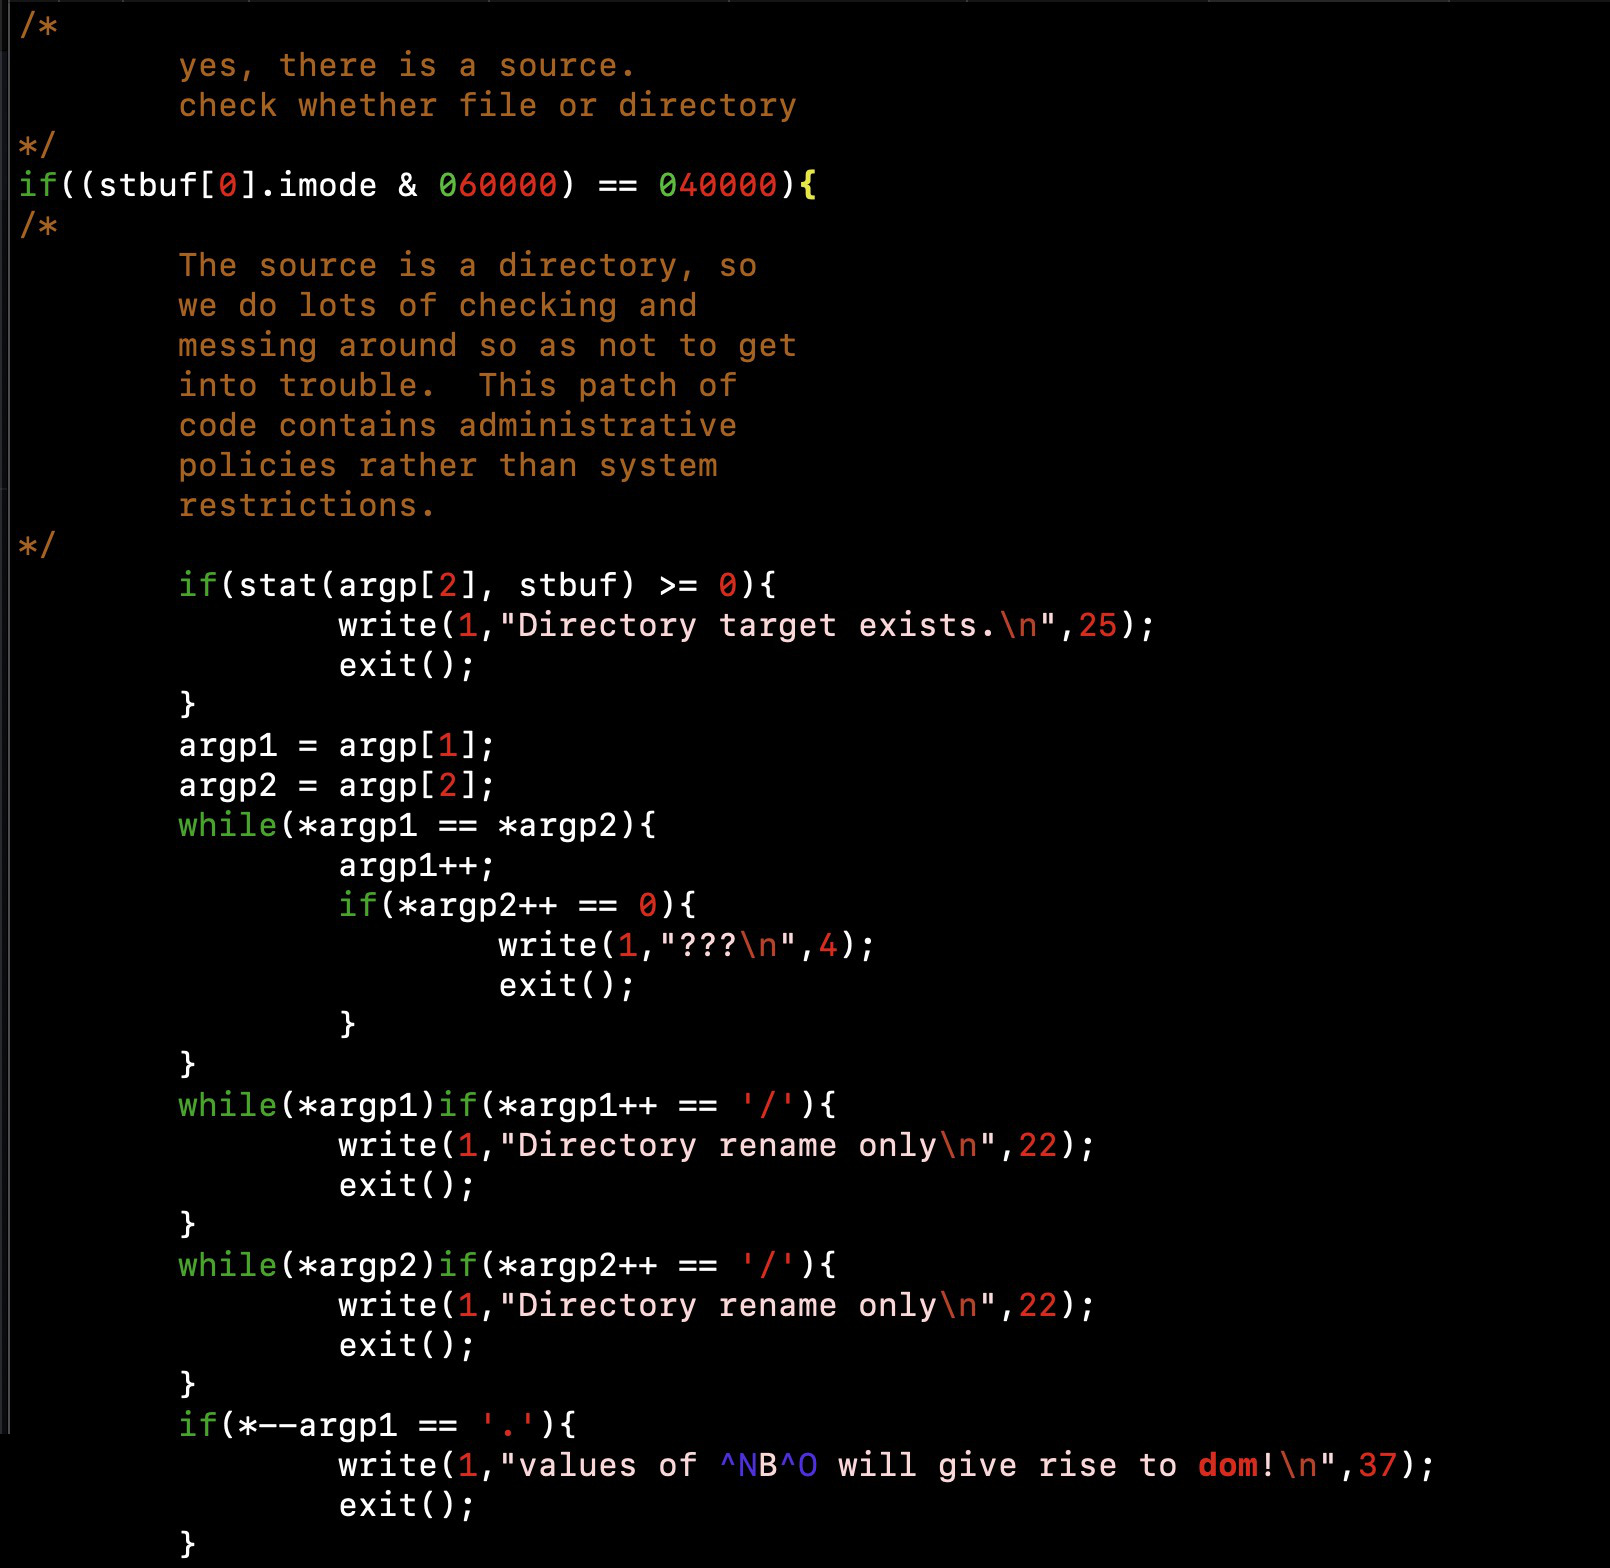 /*
        yes, there is a source.
        check whether file or directory
*/
if((stbuf[0].imode & 060000) == 040000){
/*
        The source is a directory, so
        we do lots of checking and
        messing around so as not to get
        into trouble.  This patch of
        code contains administrative
        policies rather than system
        restrictions.
*/
        if(stat(argp[2], stbuf) >= 0){
                write(1,"Directory target exists.\n",25);
                exit();
        }
        argp1 = argp[1];
        argp2 = argp[2];
        while(*argp1 == *argp2){
                argp1++;
                if(*argp2++ == 0){
                        write(1,"???\n",4);
                        exit();
                }
        }
        while(*argp1)if(*argp1++ == '/'){
                write(1,"Directory rename only\n",22);
                exit();
        }
        while(*argp2)if(*argp2++ == '/'){
                write(1,"Directory rename only\n",22);
                exit();
        }
        if(*--argp1 == '.'){
                write(1,"values of ^NB^O will give rise to dom!\n",37);
                exit();
        }